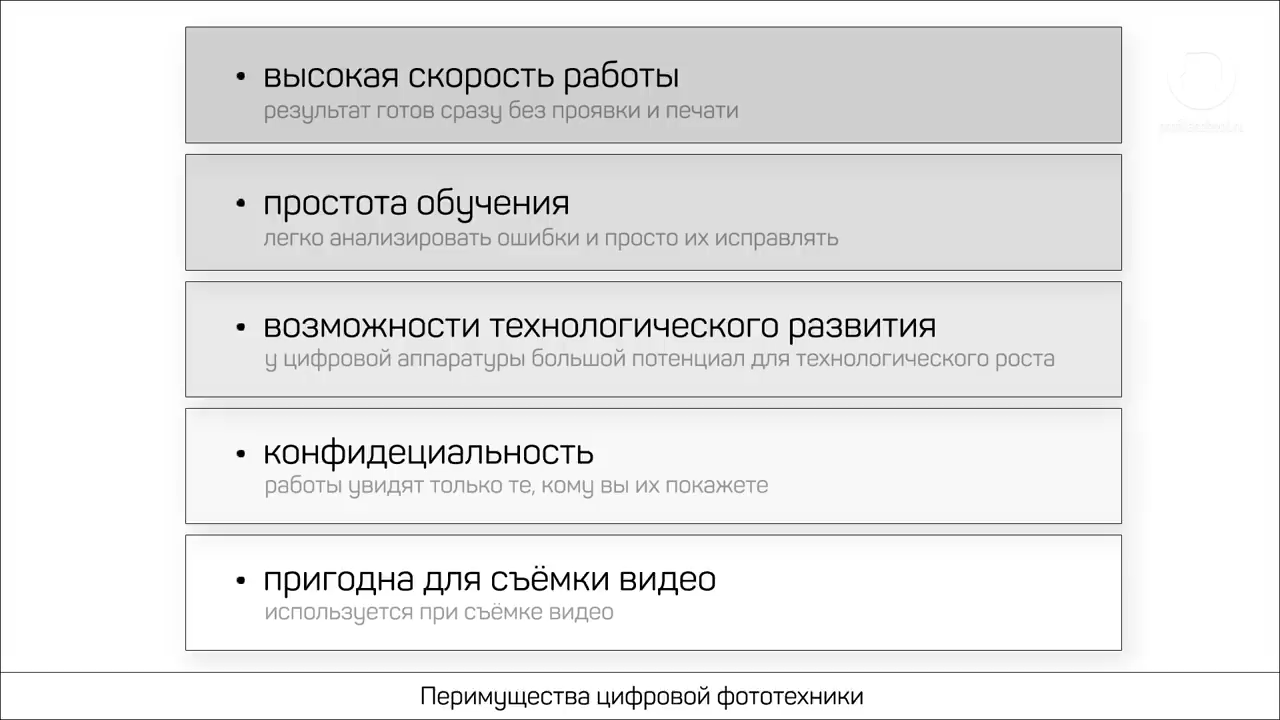 • высокая скорость работы
результат готов сразу без проявки и печати
• простота обучения
легко анализировать ошибки и просто их исправлять
• возможности технологического развития
у цифровой аппаратуры большой потенциал для технологического роста
• конфидециальность
работы увидят только те, кому вы их покажете
• пригодна для съёмки видео
используется при съёмке видео
Перимущества цифровой фототехники